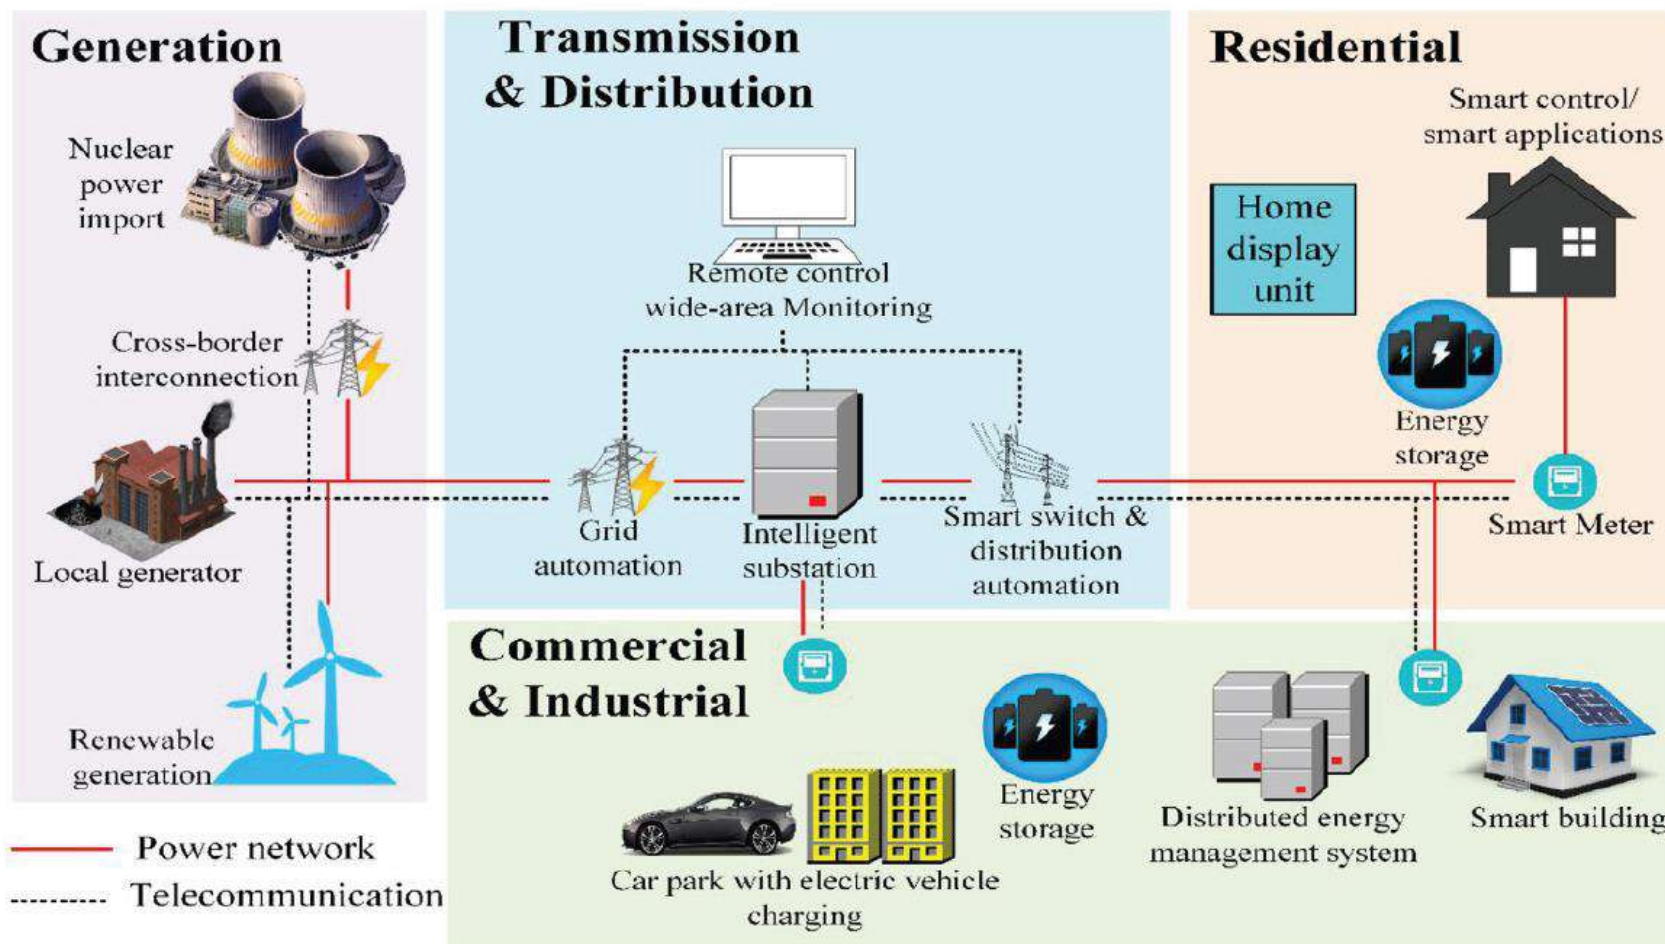 Generation
Nuclear
power
import
Cross-border
interconnection
Local generator
Renewable
generation
Power network
Telecommunication
Transmission
& Distribution
Remote control
wide-area Monitoring
Grid
automation
Intelligent
substation
Smart switch &
distribution
automation
Residential
Smart control/
smart applications
Home
display
unit
Energy
storage
Smart Meter
Commercial
& Industrial
Car park with electric vehicle
charging
Energy
storage
Distributed energy
management system
Smart building